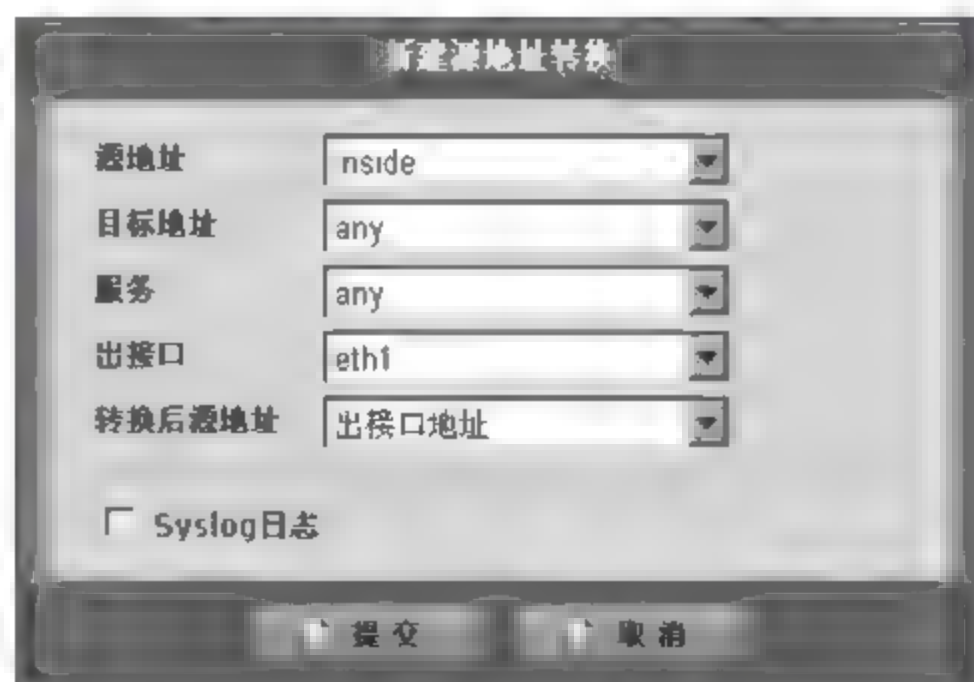 新建源地址转换
源地址 nside
目标地址 any
服务 any
出接口 eth1
转换后源地址 出接口地址
Syslog日志
提交 取消